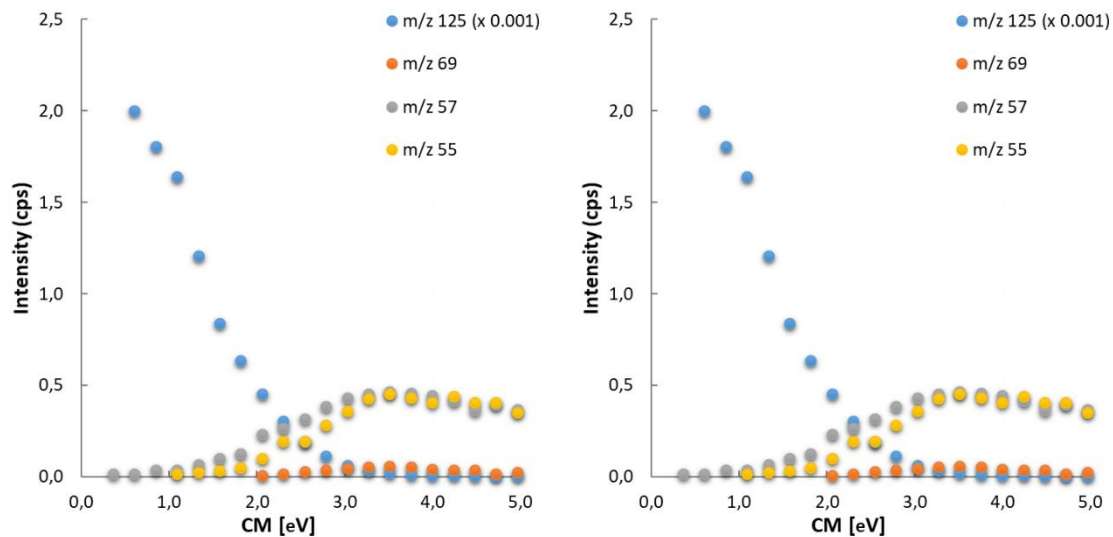 2,5
m/z 125 (x 0.001)
2,0
m/z 69
m/z 57
1,5
m/z 55
Intensity (cps)
1,0
0,5
0,0
0,0 1,0 2,0 3,0 4,0 5,0
CM [eV]
2,5
m/z 125 (x 0.001)
2,0
m/z 69
m/z 57
1,5
m/z 55
Intensity (cps)
1,0
0,5
0,0
0,0 1,0 2,0 3,0 4,0 5,0
CM [eV]